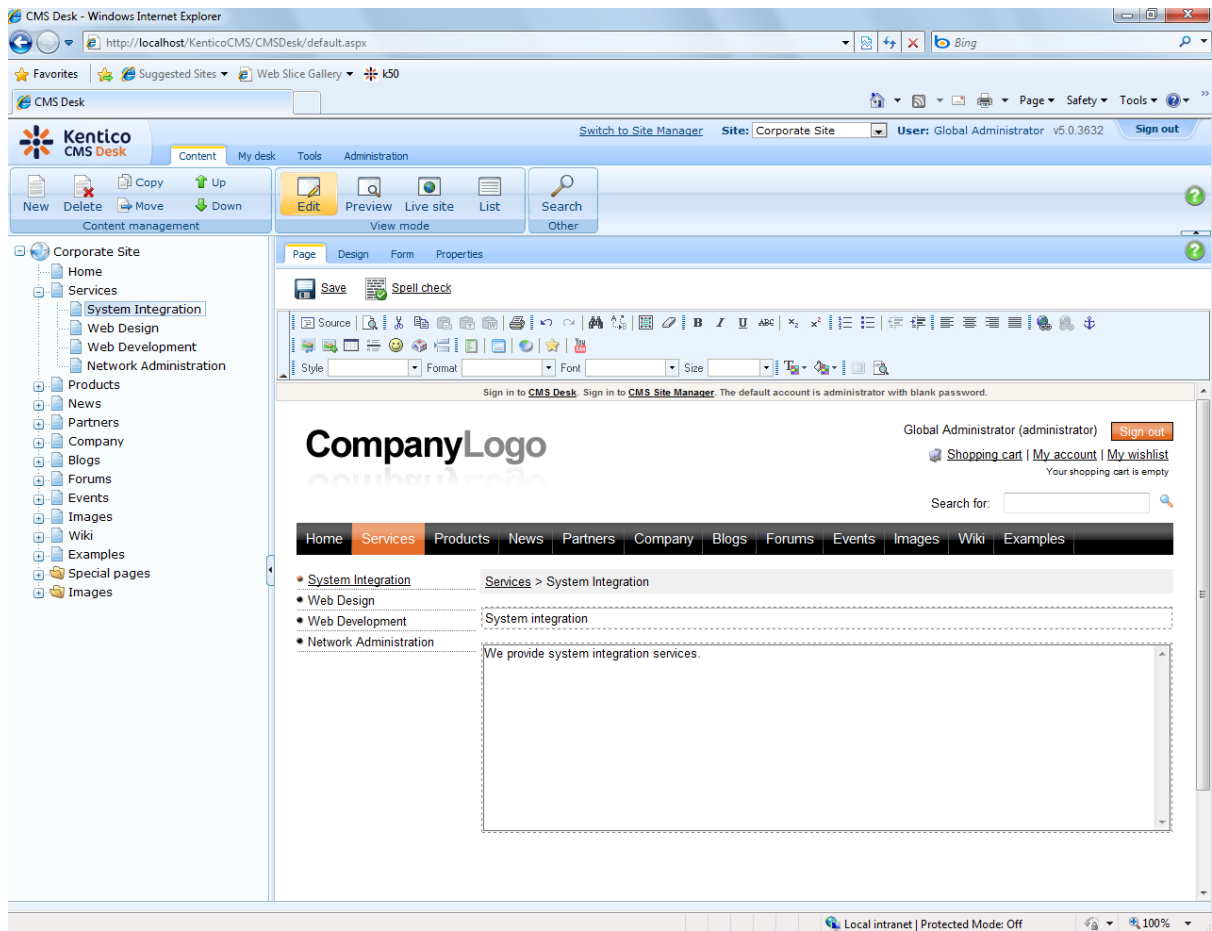 CMS Desk - Windows Internet Explorer
http://localhost/KenticoCMS/CMSDesk/default.aspx
Bing
Favorites Suggested Sites Web Slice Gallery k50
CMS Desk
Page Safety Tools
Kentico
CMS Desk
Switch to Site Manager Site: Corporate Site User: Global Administrator v5.0.3632 Sign out
Content My desk Tools Administration
New Delete Copy Move Up Down
Content management
Edit Preview Live site List
View mode
Search
Other
Corporate Site
Home
Services
System Integration
Web Design
Web Development
Network Administration
Products
News
Partners
Company
Blogs
Forums
Events
Images
Wiki
Examples
Special pages
Images
Page Design Form Properties
Save Spell check
Source B I U ABC x₂ x²
Style Format Font Size
Sign in to CMS Desk. Sign in to CMS Site Manager. The default account is administrator with blank password.
CompanyLogo
Global Administrator (administrator) Sign out
Shopping cart | My account | My wishlist
Your shopping cart is empty
Search for:
Home Services Products News Partners Company Blogs Forums Events Images Wiki Examples
System Integration
Web Design
Web Development
Network Administration
Services > System Integration
System integration
We provide system integration services.
Local intranet | Protected Mode: Off 100%